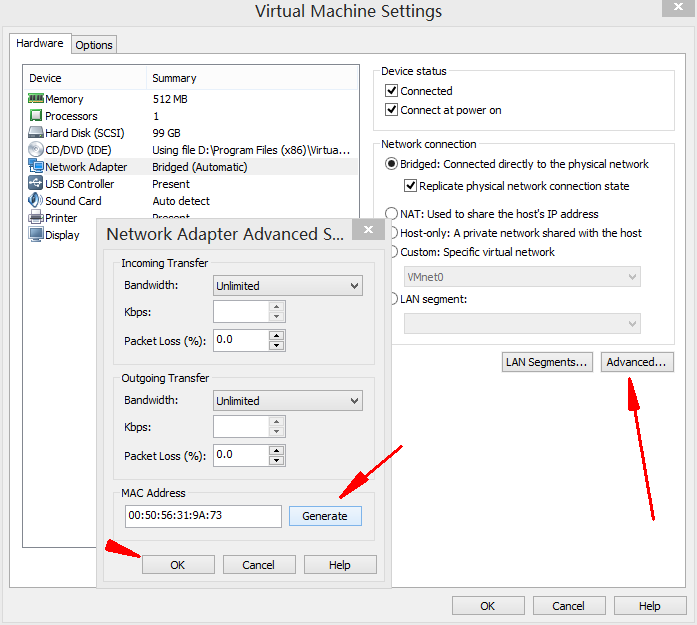 Virtual Machine Settings
Hardware
Options
Device Summary
Memory 512 MB
Processors 1
Hard Disk (SCSI) 99 GB
CD/DVD (IDE) Using file D:\Program Files (x86)\Virtua...
Network Adapter Bridged (Automatic)
USB Controller Present
Sound Card Auto detect
Printer Present
Display
Device status
Connected
Connect at power on
Network connection
Bridged: Connected directly to the physical network
Replicate physical network connection state
NAT: Used to share the host's IP address
Host-only: A private network shared with the host
Custom: Specific virtual network
VMnet0
LAN segment:
LAN Segments...
Advanced...
Network Adapter Advanced S...
Incoming Transfer
Bandwidth: Unlimited
Kbps:
Packet Loss (%): 0.0
Outgoing Transfer
Bandwidth: Unlimited
Kbps:
Packet Loss (%): 0.0
MAC Address
00:50:56:31:9A:73
Generate
OK
Cancel
Help
OK
Cancel
Help